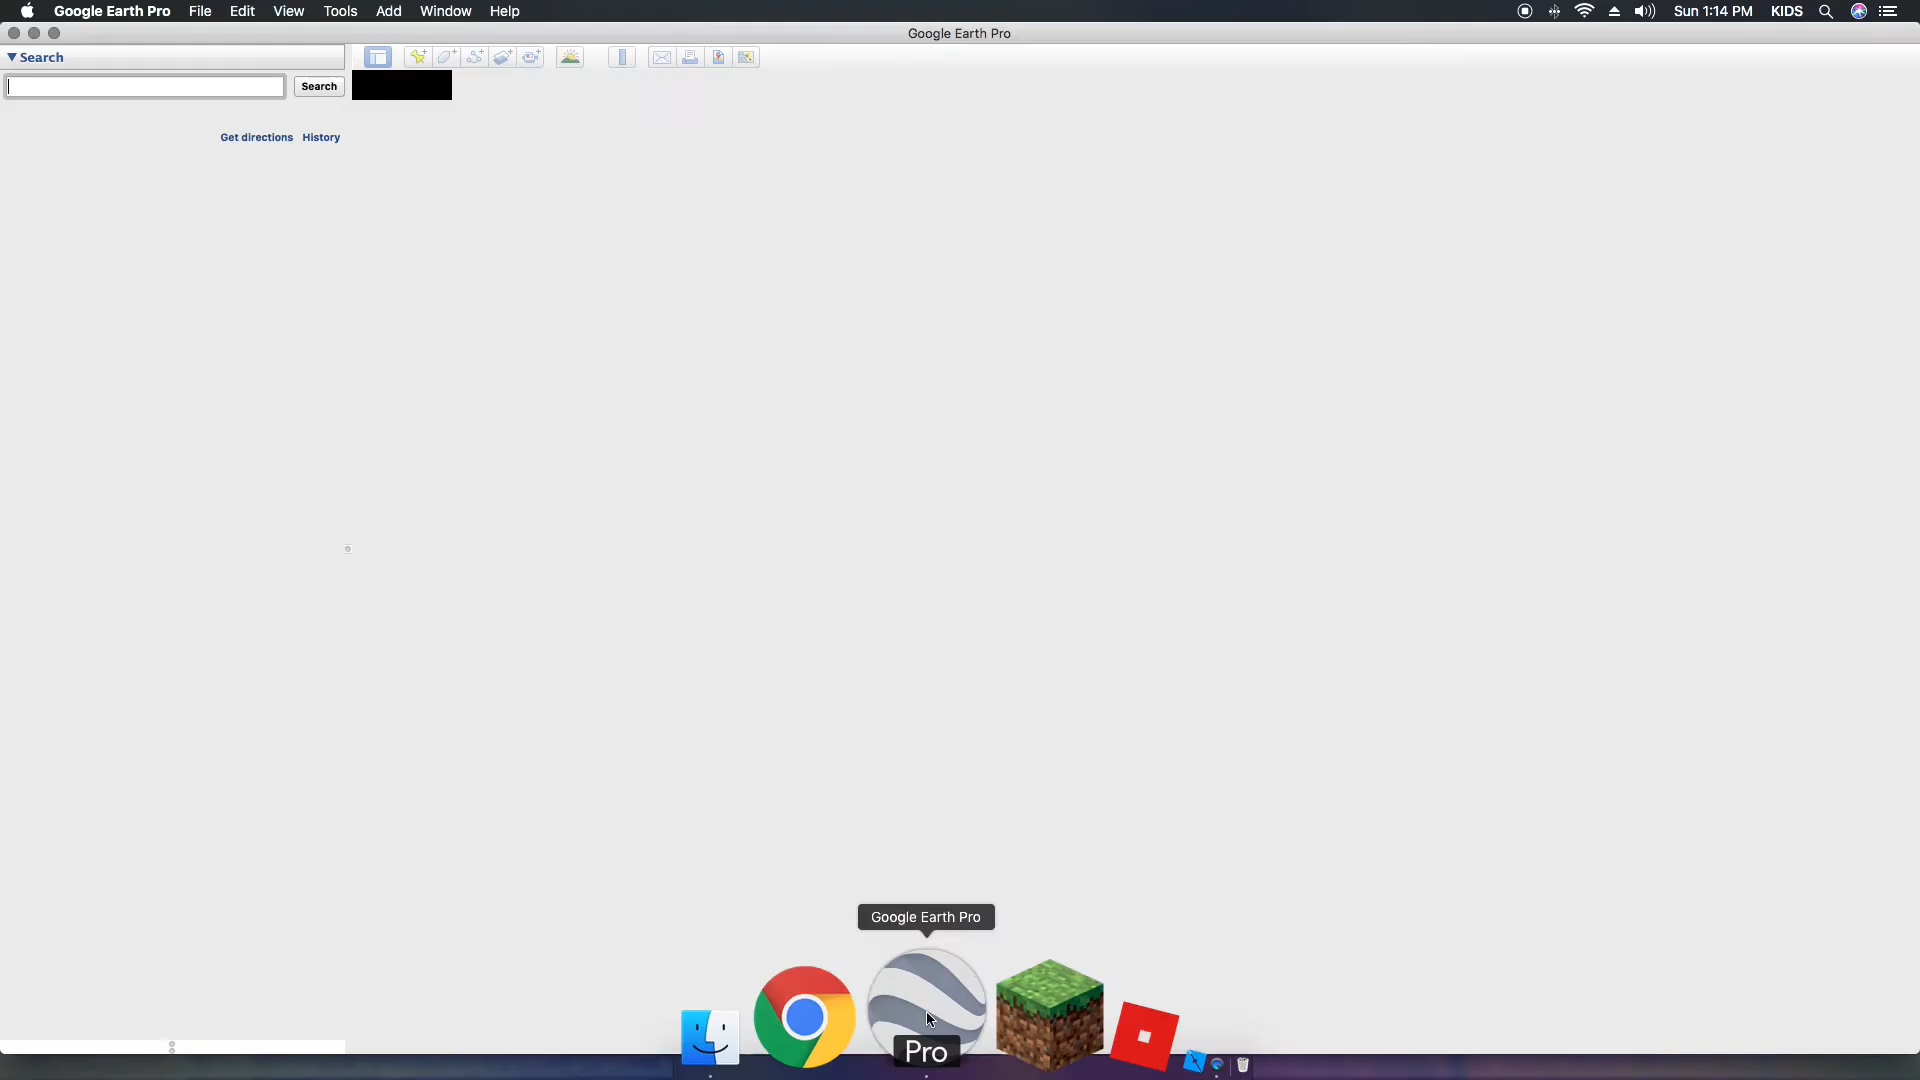 Google Earth Pro File Edit View Tools Add Window Help Sun 1:14 PM KIDS
Google Earth Pro
Search
Search
Get directions History
Google Earth Pro
Pro